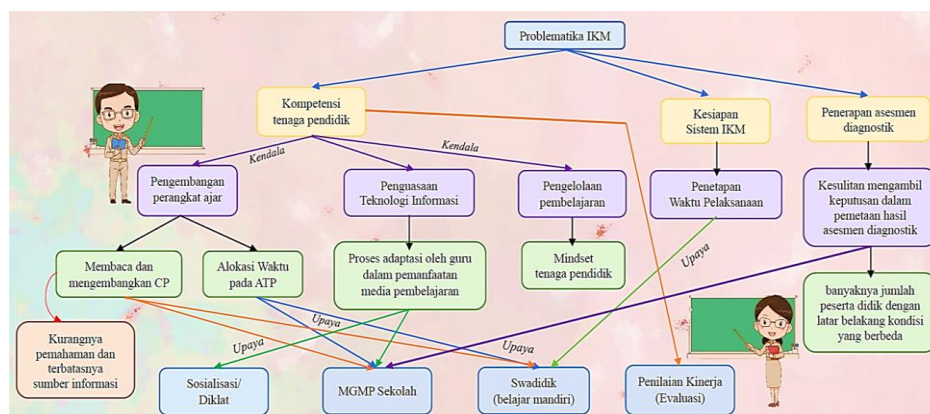 Problematika IKM
Kompetensi
tenaga pendidik
Kesiapan
Sistem IKM
Penerapan asesmen
diagnostik
Kendala
Kendala
Pengembangan
perangkat ajar
Penguasaan
Teknologi Informasi
Pengelolaan
pembelajaran
Penetapan
Waktu Pelaksanaan
Kesulitan mengambil
keputusan dalam
pemetaan hasil
asesmen diagnostik
Membaca dan
mengembangkan CP
Alokasi Waktu
pada ATP
Proses adaptasi oleh guru
dalam pemanfaatan
media pembelajaran
Mindset
tenaga pendidik
Upaya
banyaknya jumlah
peserta didik dengan
latar belakang kondisi
yang berbeda
Kurangnya
pemahaman dan
terbatasnya
sumber informasi
Upaya
Upaya
Upaya
Sosialisasi/
Diklat
MGMP Sekolah
Swadidik
(belajar mandiri)
Penilaian Kinerja
(Evaluasi)